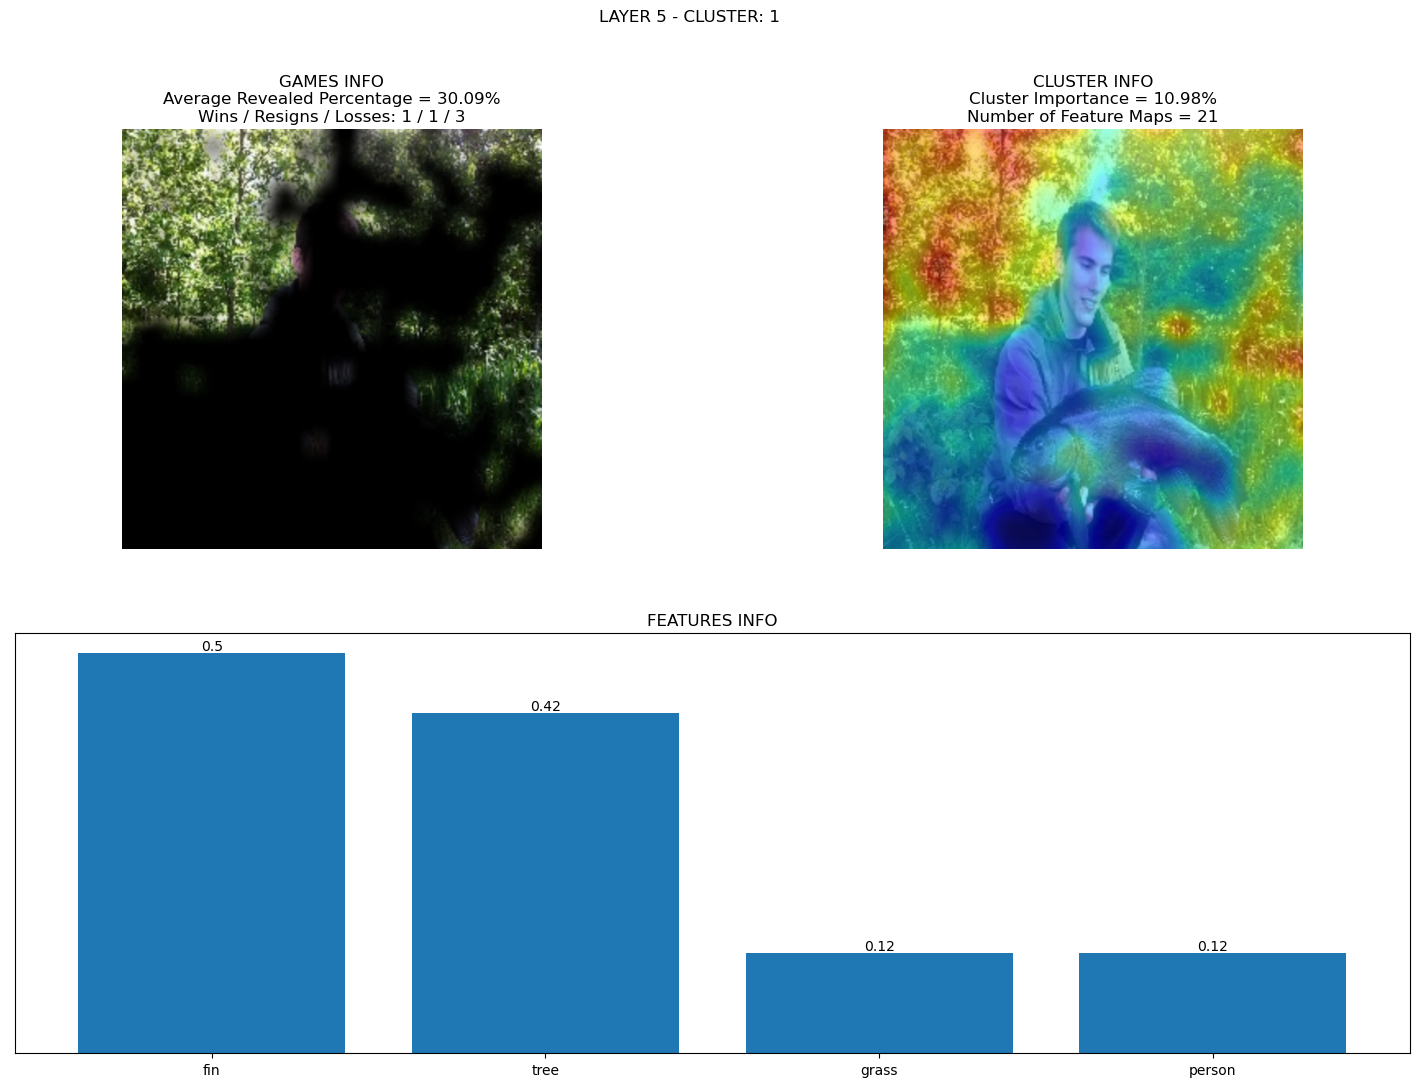 LAYER 5 - CLUSTER: 1
GAMES INFO
Average Revealed Percentage = 30.09%
Wins / Resigns / Losses: 1 / 1 / 3
CLUSTER INFO
Cluster Importance = 10.98%
Number of Feature Maps = 21
FEATURES INFO
0.5
0.42
0.12
0.12
fin
tree
grass
person